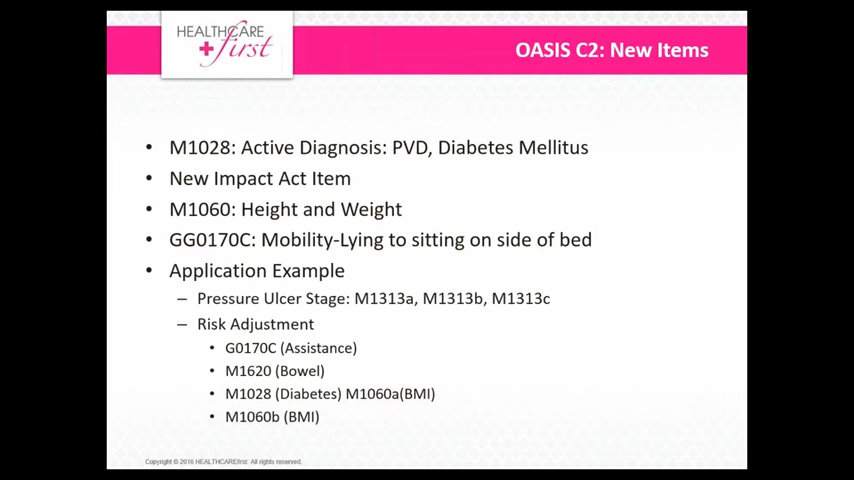 HEALTHCARE
first
OASIS C2: New Items
• M1028: Active Diagnosis: PVD, Diabetes Mellitus
• New Impact Act Item
• M1060: Height and Weight
• GG0170C: Mobility-Lying to sitting on side of bed
• Application Example
– Pressure Ulcer Stage: M1313a, M1313b, M1313c
– Risk Adjustment
• G0170C (Assistance)
• M1620 (Bowel)
• M1028 (Diabetes) M1060a(BMI)
• M1060b (BMI)
Copyright © 2016 HEALTHCAREfirst. All rights reserved.